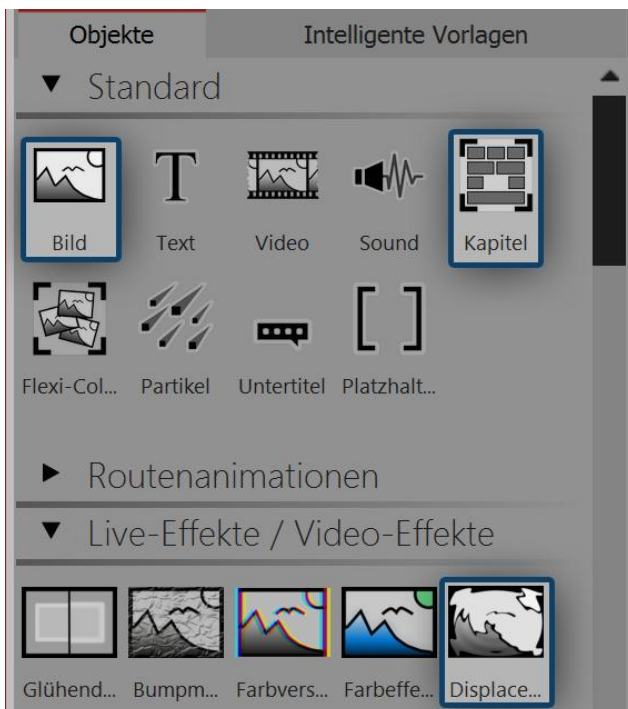 Objekte Intelligente Vorlagen
Standard
Bild Text Video Sound Kapitel
Flexi-Col... Partikel Untertitel Platzhalt...
Routenanimationen
Live-Effekte / Video-Effekte
Glühend... Bumpm... Farbvers... Farbeffe... Displace...